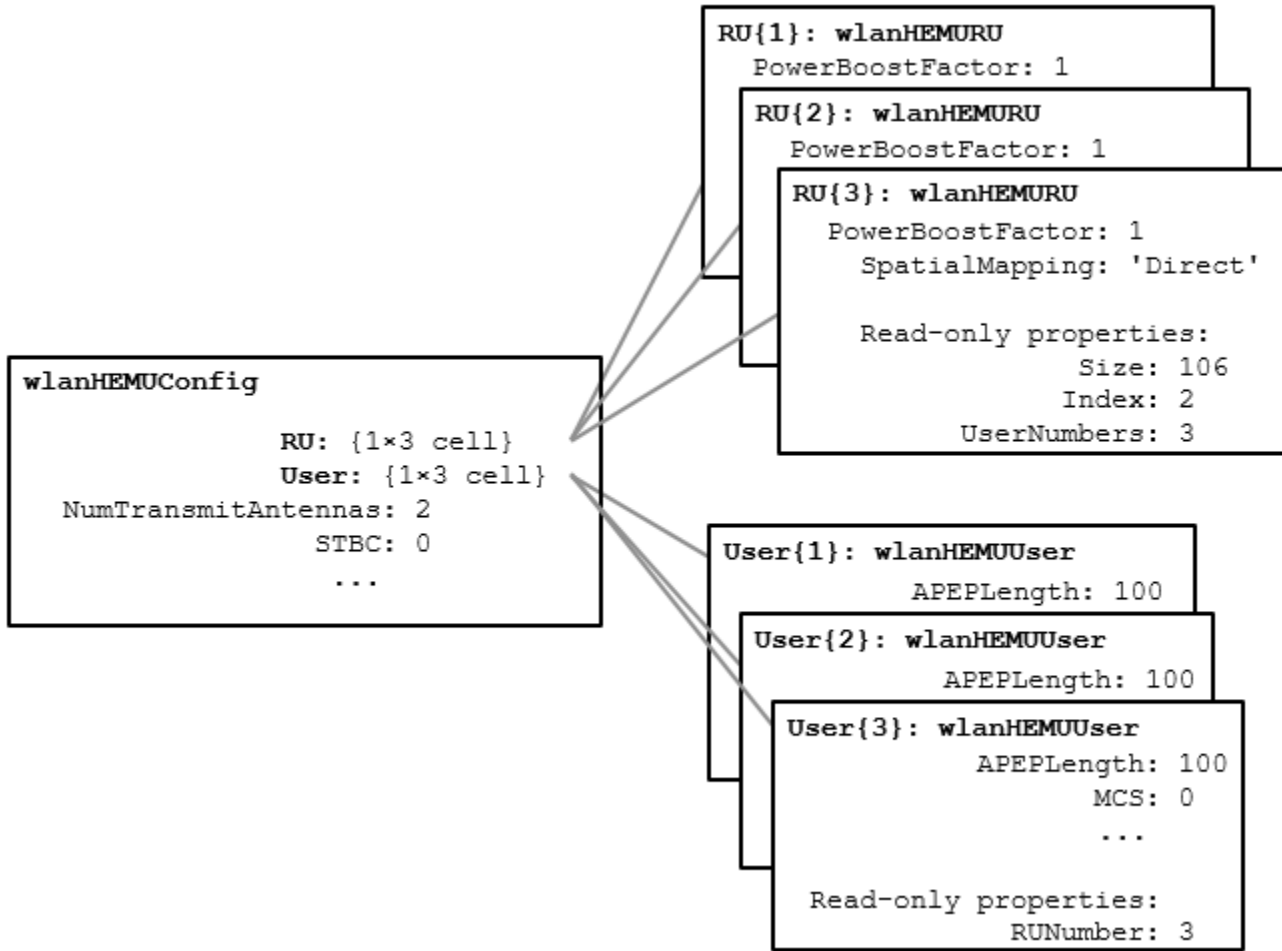 RU{1}: wlanHEMURU
PowerBoostFactor: 1
RU{2}: wlanHEMURU
PowerBoostFactor: 1
RU{3}: wlanHEMURU
PowerBoostFactor: 1
SpatialMapping: 'Direct'
Read-only properties:
Size: 106
Index: 2
UserNumbers: 3
wlanHEMUConfig
RU: {1×3 cell}
User: {1×3 cell}
NumTransmitAntennas: 2
STBC: 0
...
User{1}: wlanHEMUUser
APEPLength: 100
User{2}: wlanHEMUUser
APEPLength: 100
User{3}: wlanHEMUUser
APEPLength: 100
MCS: 0
...
Read-only properties:
RUNumber: 3